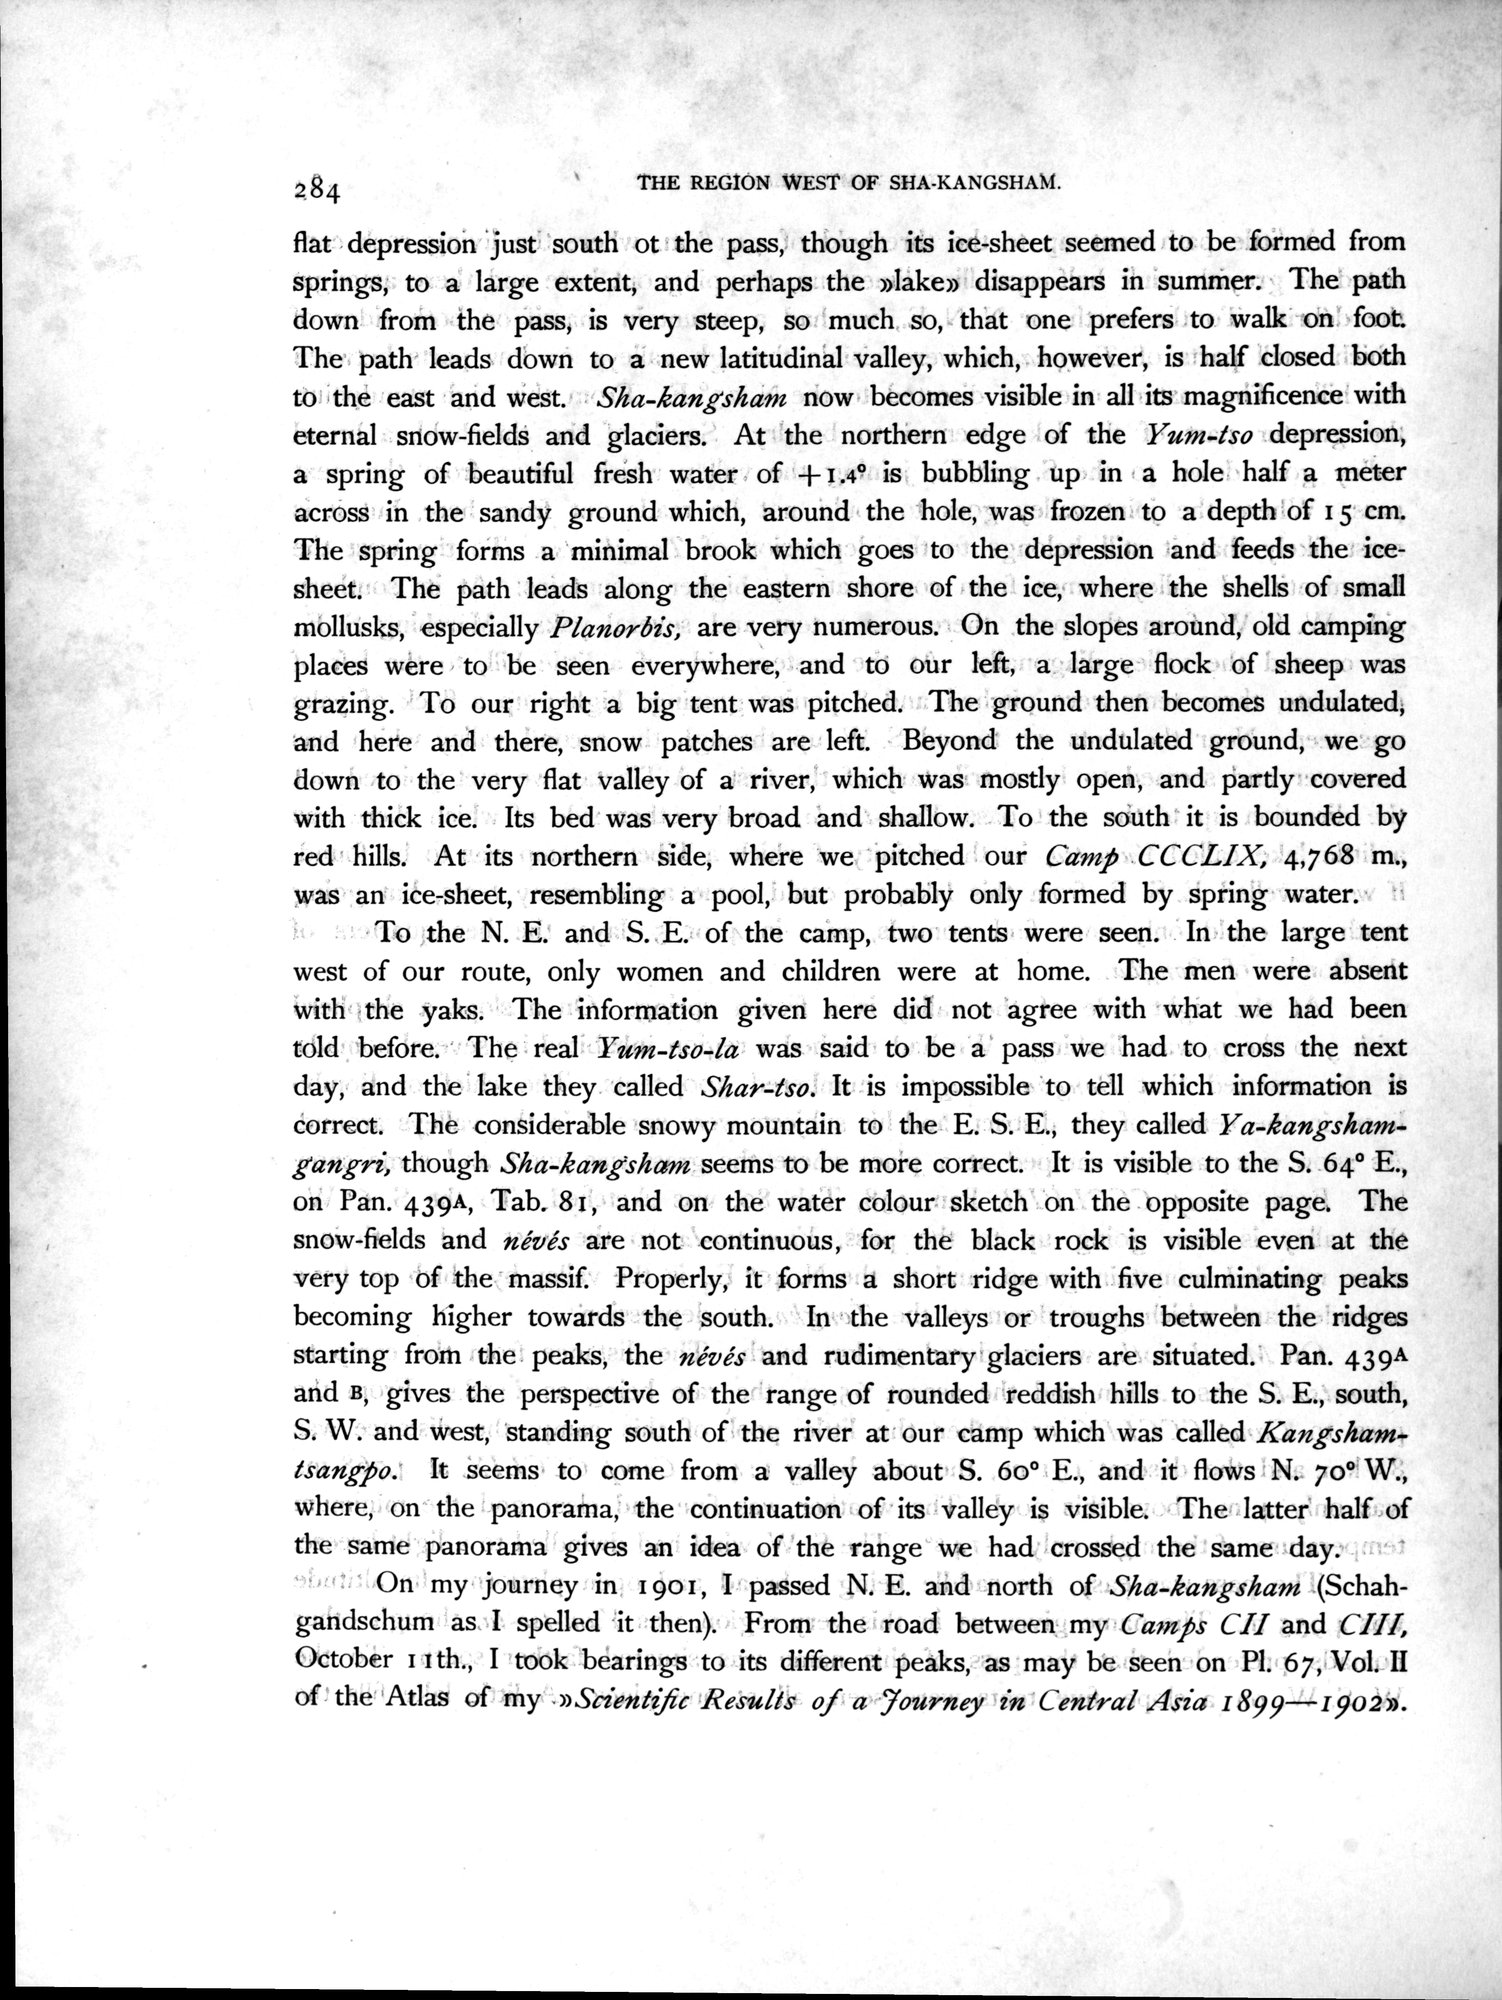 284
THE REGION WEST OF SHA-KANGSHAM.
flat depression just south ot the pass, though its ice-sheet seemed to be formed from
springs, to a large extent, and perhaps the »lake» disappears in summer. The path
down from the pass, is very steep, so much so, that one prefers to walk on foot.
The path leads down to a new latitudinal valley, which, however, is half closed both
to the east and west. Sha-kangsham now becomes visible in all its magnificence with
eternal snow-fields and glaciers. At the northern edge of the Yum-tso depression,
a spring of beautiful fresh water of +1.4° is bubbling up in a hole half a meter
across in the sandy ground which, around the hole, was frozen to a depth of 15 cm.
The spring forms a minimal brook which goes to the depression and feeds the ice-
sheet. The path leads along the eastern shore of the ice, where the shells of small
mollusks, especially Planorbis, are very numerous. On the slopes around, old camping
places were to be seen everywhere, and to our left, a large flock of sheep was
grazing. To our right a big tent was pitched. The ground then becomes undulated,
and here and there, snow patches are left. Beyond the undulated ground, we go
down to the very flat valley of a river, which was mostly open, and partly covered
with thick ice. Its bed was very broad and shallow. To the south it is bounded by
red hills. At its northern side, where we pitched our Camp CCCLIX, 4,768 m.,
was an ice-sheet, resembling a pool, but probably only formed by spring water.
To the N. E. and S. E. of the camp, two tents were seen. In the large tent
west of our route, only women and children were at home. The men were absent
with the yaks. The information given here did not agree with what we had been
told before. The real Yum-tso-la was said to be a pass we had to cross the next
day, and the lake they called Shar-tso. It is impossible to tell which information is
correct. The considerable snowy mountain to the E. S. E., they called Ya-kangsham-
gangri, though Sha-kangsham seems to be more correct. It is visible to the S. 64° E.,
on Pan. 439A, Tab. 81, and on the water colour sketch on the opposite page. The
snow-fields and névés are not continuous, for the black rock is visible even at the
very top of the massif. Properly, it forms a short ridge with five culminating peaks
becoming higher towards the south. In the valleys or troughs between the ridges
starting from the peaks, the névés and rudimentary glaciers are situated. Pan. 439A
and B, gives the perspective of the range of rounded reddish hills to the S. E., south,
S. W. and west, standing south of the river at our camp which was called Kangsham-
tsangpo. It seems to come from a valley about S. 60° E., and it flows N. 70° W.,
where, on the panorama, the continuation of its valley is visible. The latter half of
the same panorama gives an idea of the range we had crossed the same day.
On my journey in 1901, I passed N. E. and north of Sha-kangsham (Schah-
gandschum as I spelled it then). From the road between my Camps CII and CIII,
October 11th., I took bearings to its different peaks, as may be seen on Pl. 67, Vol. II
of the Atlas of my »Scientific Results of a Journey in Central Asia 1899—1902».